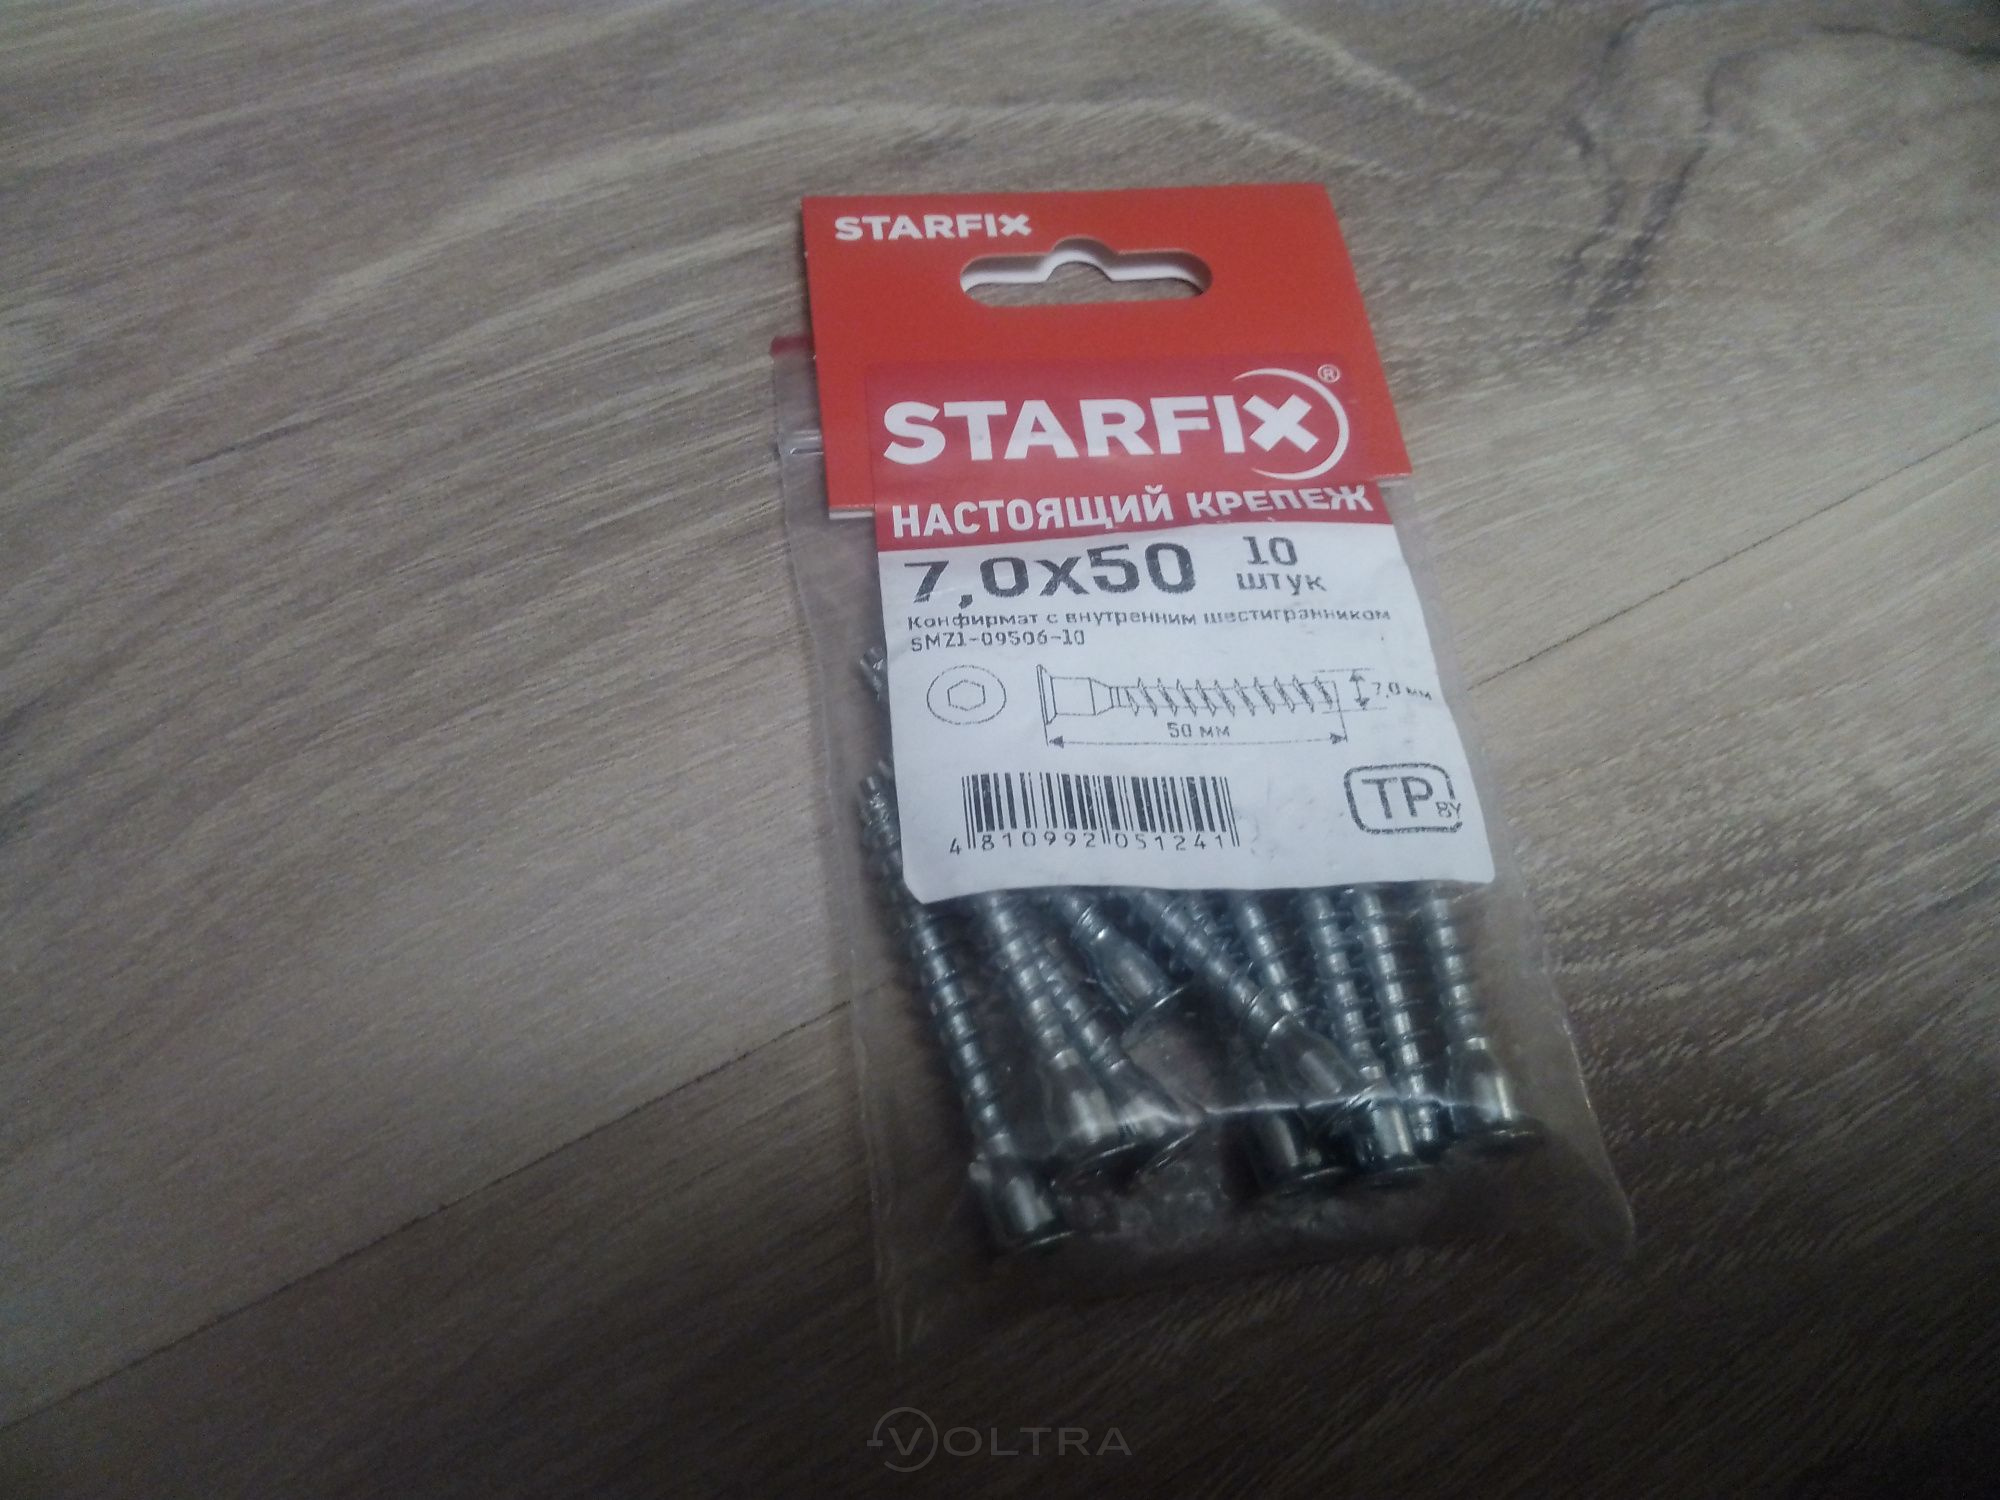 STARFIX
STARFIX®
НАСТОЯЩИЙ КРЕПЕЖ
7,0x50 10 штук
Конфирмат с внутренним шестигранником
SMZ1-09506-10
7,0 мм
50 мм
4 810992 051241
TP BY
VOLTRA